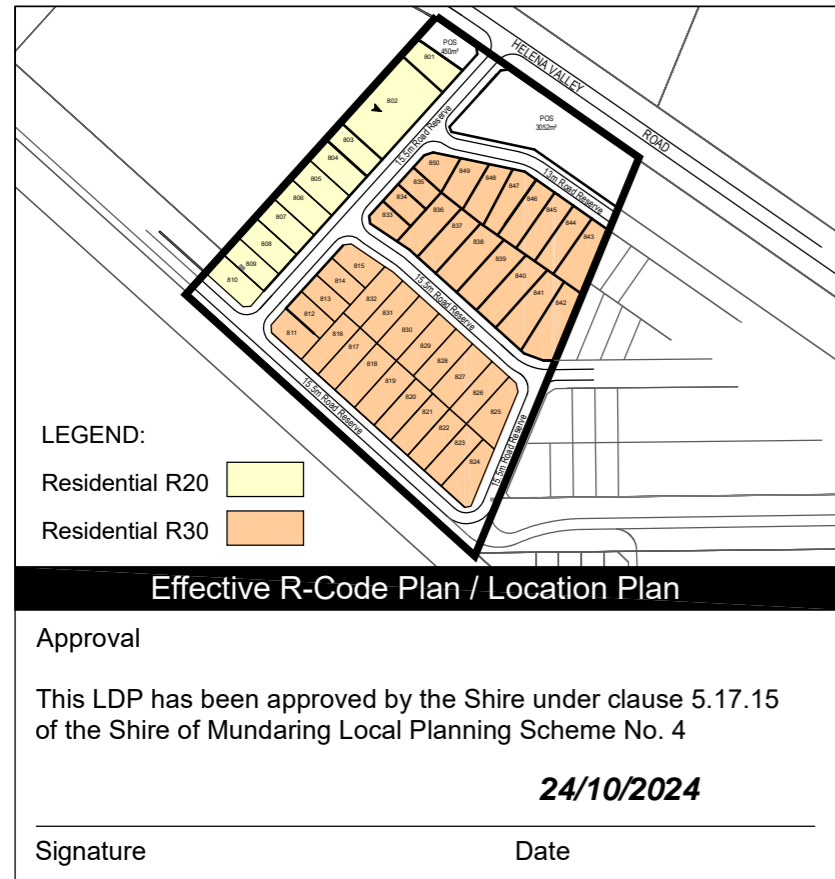 POS
450m²
HELENA VALLEY
ROAD
801
802
POS
3052m²
15.5m Road Reserve
13m Road Reserve
803
804
805
806
807
808
809
810
850
849
848
847
846
845
844
843
835
834
833
836
837
838
839
840
841
842
15.5m Road Reserve
815
814
813
812
811
832
831
830
829
828
827
826
825
816
817
818
819
820
821
822
823
824
15.5m Road Reserve
15.5m Road Reserve
LEGEND:
Residential R20
Residential R30
Effective R-Code Plan / Location Plan
Approval
This LDP has been approved by the Shire under clause 5.17.15
of the Shire of Mundaring Local Planning Scheme No. 4
24/10/2024
Signature Date